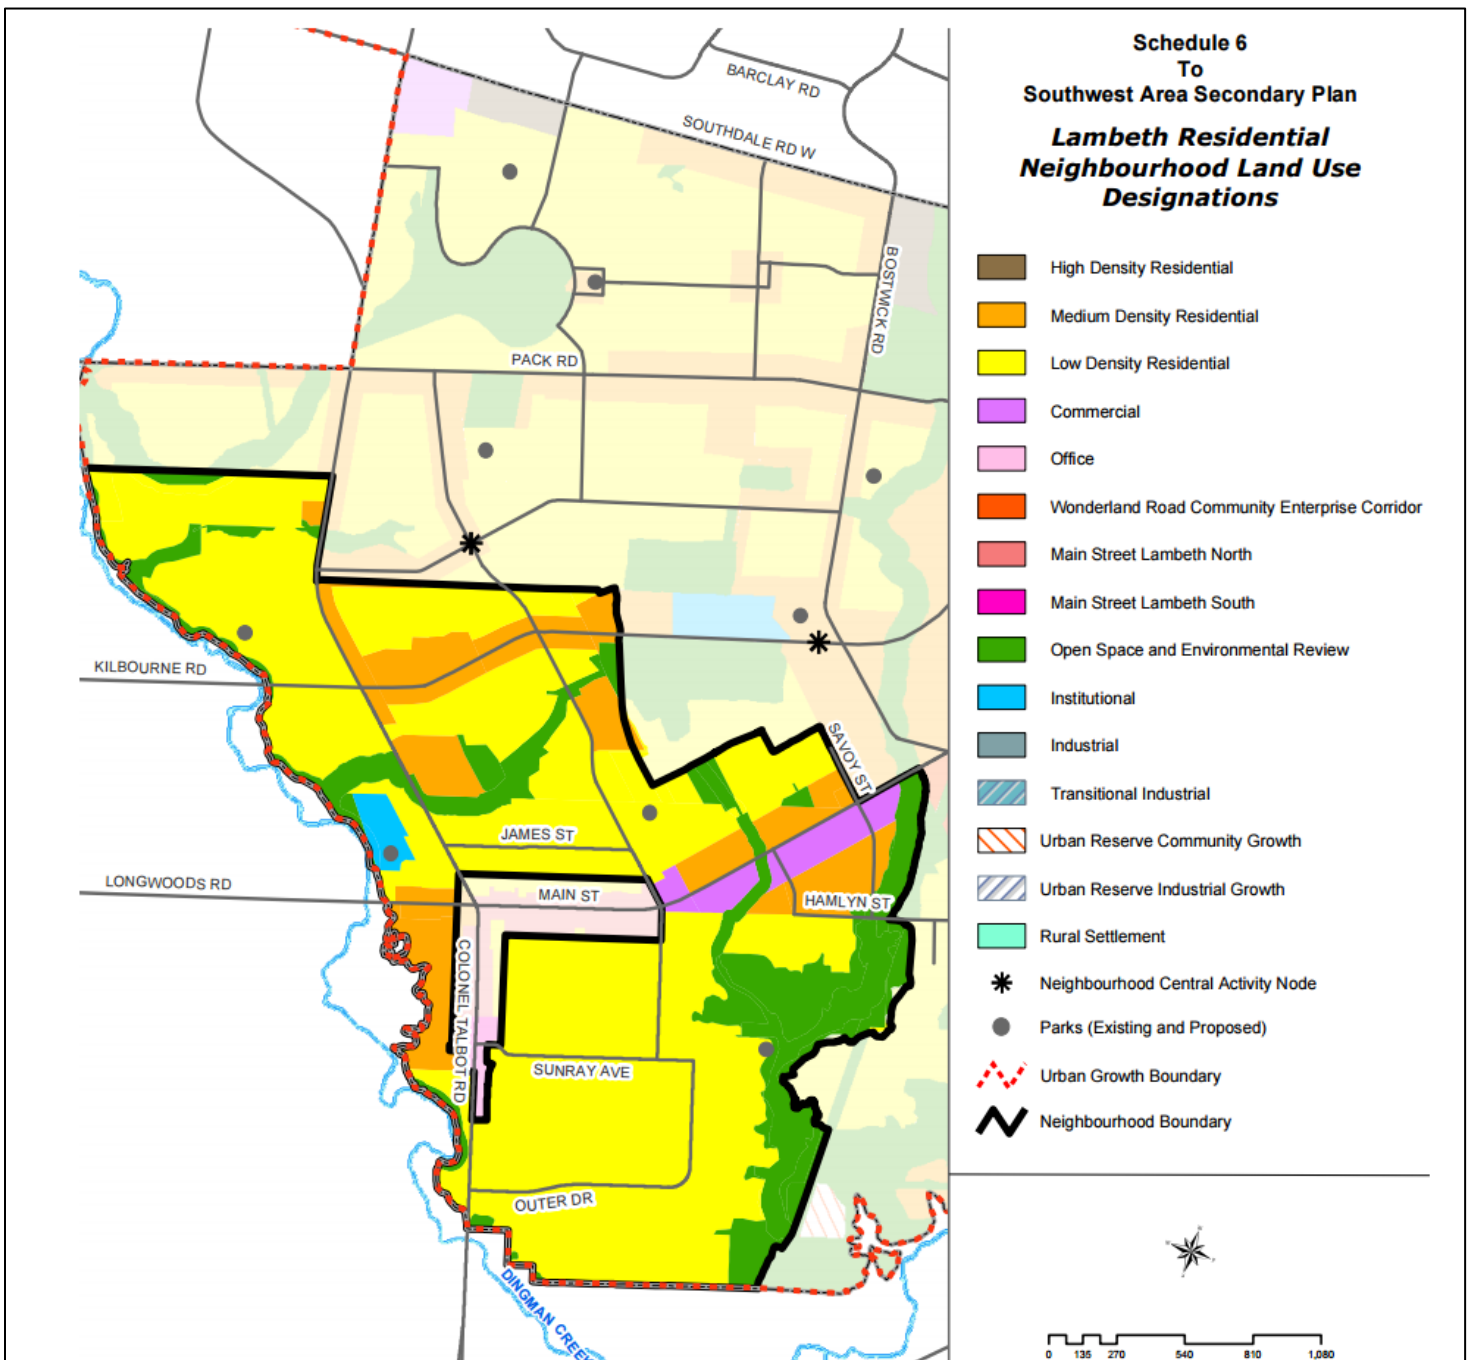 Schedule 6
To
Southwest Area Secondary Plan
Lambeth Residential
Neighbourhood Land Use
Designations
High Density Residential
Medium Density Residential
Low Density Residential
Commercial
Office
Wonderland Road Community Enterprise Corridor
Main Street Lambeth North
Main Street Lambeth South
Open Space and Environmental Review
Institutional
Industrial
Transitional Industrial
Urban Reserve Community Growth
Urban Reserve Industrial Growth
Rural Settlement
Neighbourhood Central Activity Node
Parks (Existing and Proposed)
Urban Growth Boundary
Neighbourhood Boundary
0 135 270 540 810 1,080
BARCLAY RD
SOUTHDALE RD W
BOSTWICK RD
PACK RD
KILBOURNE RD
SAVOY ST
JAMES ST
LONGWOODS RD
MAIN ST
HAMLYN ST
COLONEL TALBOT RD
SUNRAY AVE
OUTER DR
DINGMAN CREEK